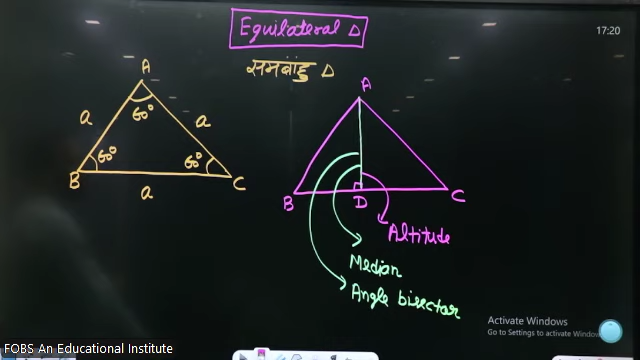 Equilateral Δ
17:20
समबाहु Δ
A
a
60°
a
60°
60°
B
a
C
A
B
D
C
Altitude
Median
Angle bisector
Activate Windows
Go to Settings to activate Windows
FOBS An Educational Institute